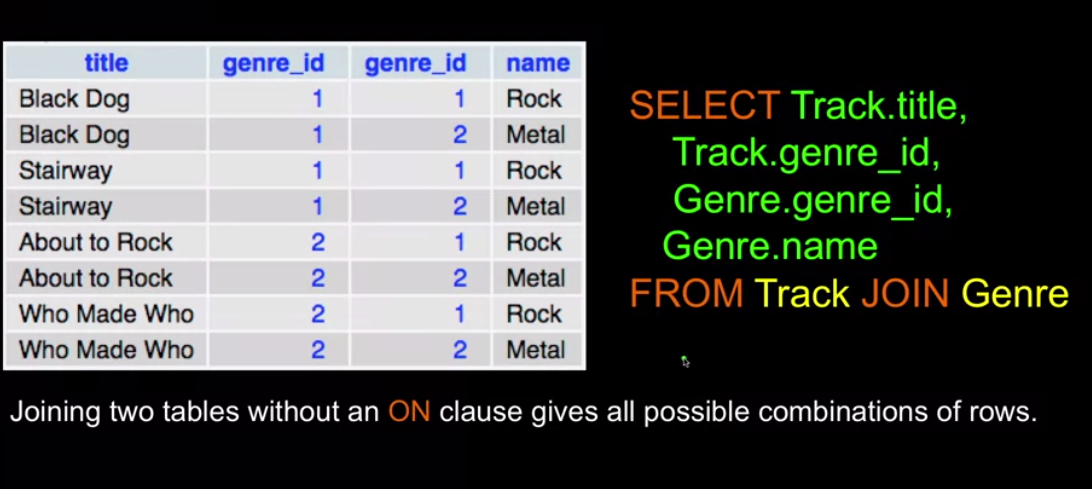 title genre_id genre_id name
Black Dog 1 1 Rock
Black Dog 1 2 Metal
Stairway 1 1 Rock
Stairway 1 2 Metal
About to Rock 2 1 Rock
About to Rock 2 2 Metal
Who Made Who 2 1 Rock
Who Made Who 2 2 Metal
SELECT Track.title,
Track.genre_id,
Genre.genre_id,
Genre.name
FROM Track JOIN Genre
Joining two tables without an ON clause gives all possible combinations of rows.